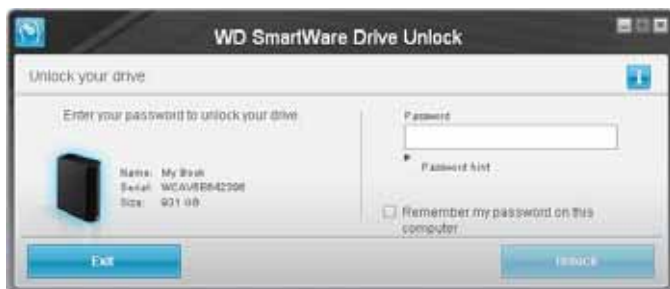 WD SmartWare Drive Unlock
Unlock your drive
Enter your password to unlock your drive
Name: My Book
Serial:
Size: 931 GB
Password
Password hint
Remember my password on this
computer
Exit
Unlock